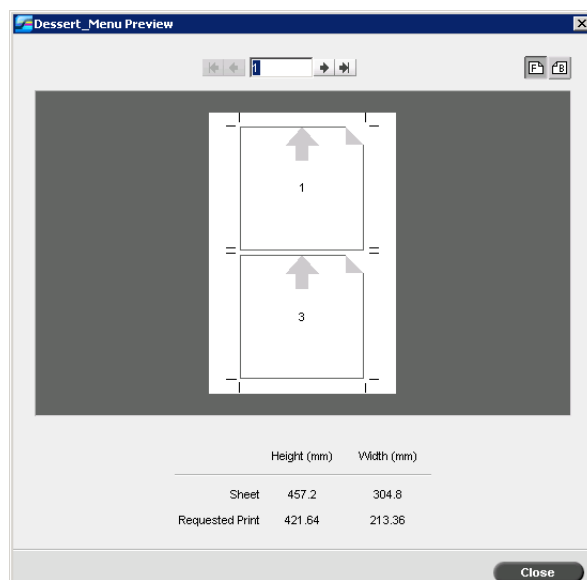 Dessert_Menu Preview
1
F B
1
3
Height (mm) Width (mm)
Sheet 457.2 304.8
Requested Print 421.64 213.36
Close